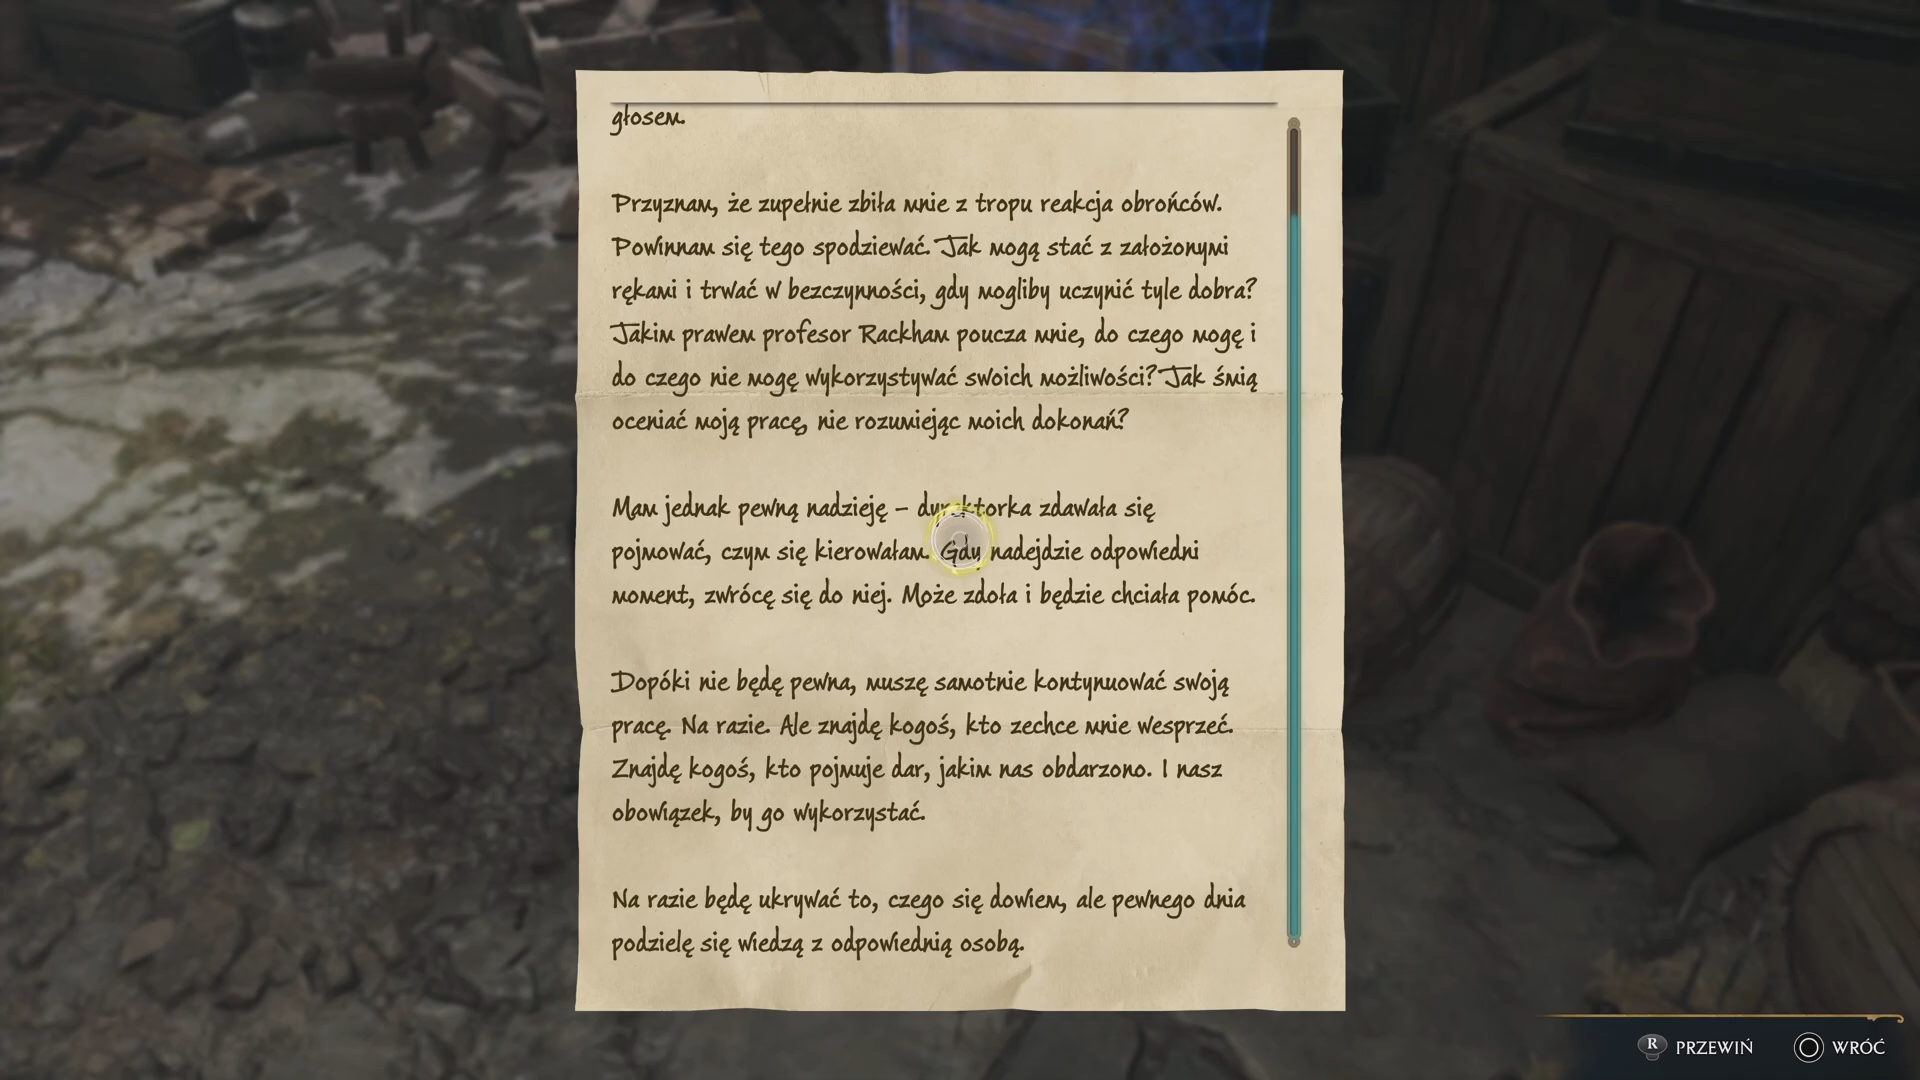 głosem.
Przyznam, że zupełnie zbiła mnie z tropu reakcja obrońców.
Powinnam się tego spodziewać. Jak mogą stać z założonymi
rękami i trwać w bezczynności, gdy mogliby uczynić tyle dobra?
Jakim prawem profesor Rackham poucza mnie, do czego mogę i
do czego nie mogę wykorzystywać swoich możliwości? Jak śmią
oceniać moją pracę, nie rozumiejąc moich dokonań?
Mam jednak pewną nadzieję – dyrektorka zdawała się
pojmować, czym się kierowałam. Gdy nadejdzie odpowiedni
moment, zwrócę się do niej. Może zdoła i będzie chciała pomóc.
Dopóki nie będę pewna, muszę samotnie kontynuować swoją
pracę. Na razie. Ale znajdę kogoś, kto zechce mnie wesprzeć.
Znajdę kogoś, kto pojmuje dar, jakim nas obdarzono. I nasz
obowiązek, by go wykorzystać.
Na razie będę ukrywać to, czego się dowiem, ale pewnego dnia
podzielę się wiedzą z odpowiednią osobą.
R PRZEWIŃ WRÓĆ